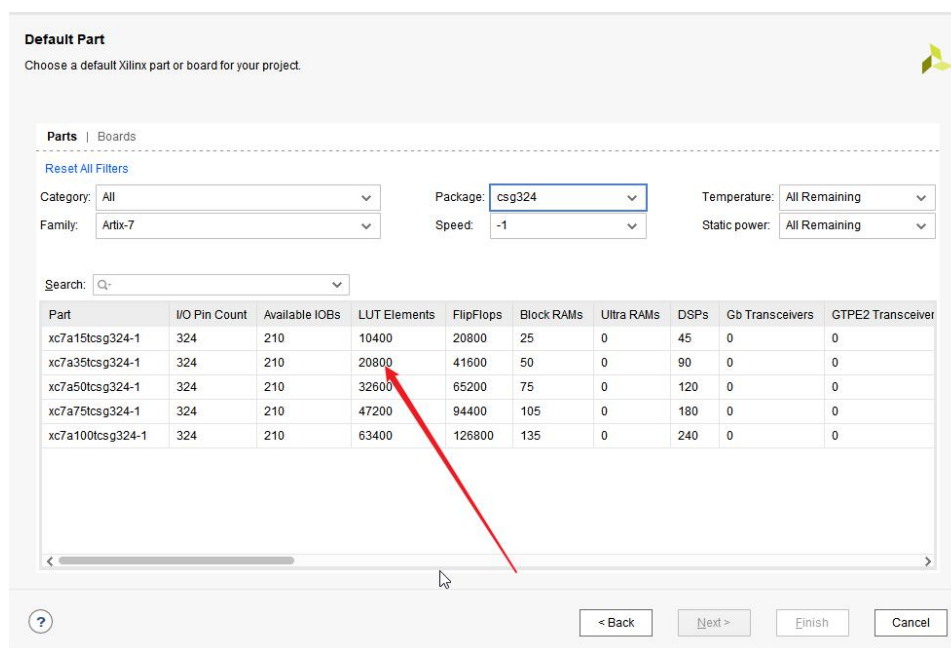 Default Part
Choose a default Xilinx part or board for your project.
Parts | Boards
Reset All Filters
Category: All Package: csg324 Temperature: All Remaining
Family: Artix-7 Speed: -1 Static power: All Remaining
Search: Q-
Part I/O Pin Count Available IOBs LUT Elements FlipFlops Block RAMs Ultra RAMs DSPs Gb Transceivers GTPE2 Transceiver
xc7a15tcsg324-1 324 210 10400 20800 25 0 45 0 0
xc7a35tcsg324-1 324 210 20800 41600 50 0 90 0 0
xc7a50tcsg324-1 324 210 32600 65200 75 0 120 0 0
xc7a75tcsg324-1 324 210 47200 94400 105 0 180 0 0
xc7a100tcsg324-1 324 210 63400 126800 135 0 240 0 0
? < Back Next > Finish Cancel